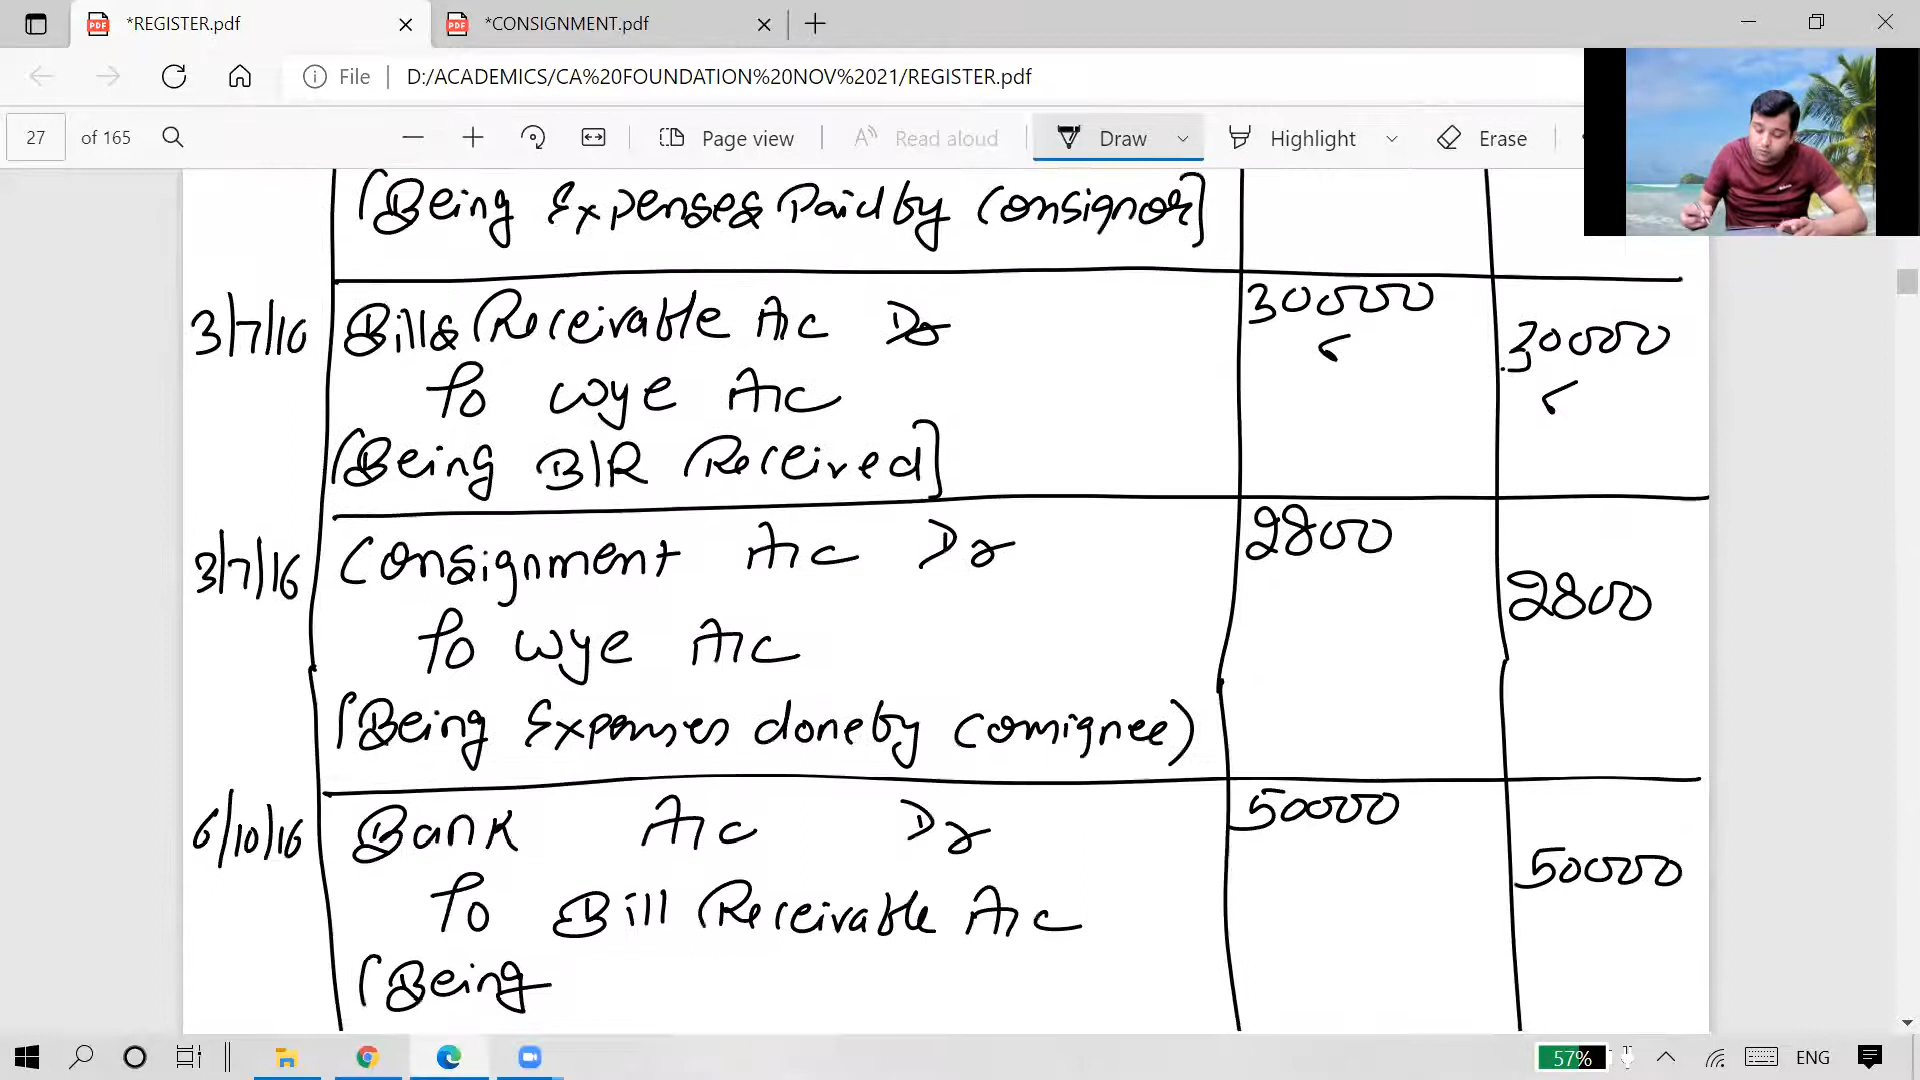 *REGISTER.pdf
*CONSIGNMENT.pdf
File D:/ACADEMICS/CA%20FOUNDATION%20NOV%2021/REGISTER.pdf
27 of 165 Page view Read aloud Draw Highlight Erase
[Being Expenses Paid by Consignor]
3/7/16 Bills Receivable A/c Dr 30000
To Wye A/c 30000
[Being B/R Received]
3/7/16 Consignment A/c Dr 2800
To Wye A/c 2800
(Being Expenses done by Consignee)
6/10/16 Bank A/c Dr 50000
To Bill Receivable A/c 50000
(Being
57% ENG